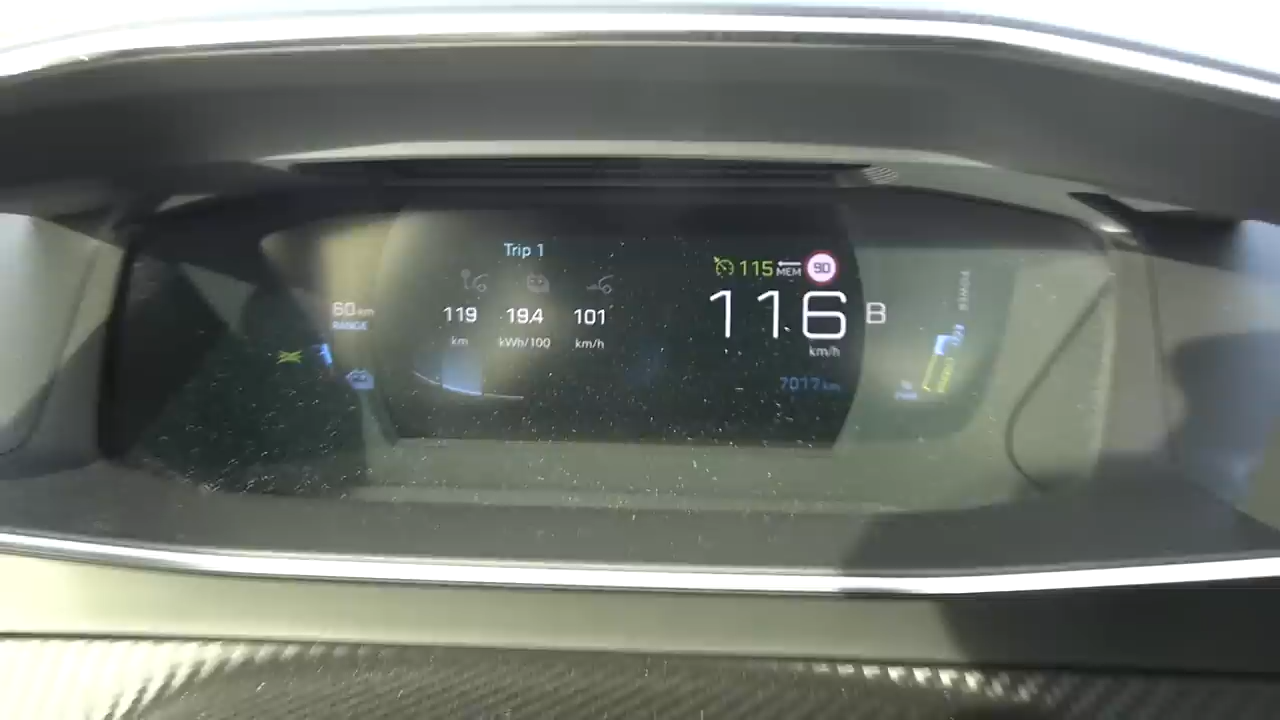 Trip 1
115 MEM 90
60 km
RANGE
119 19.4 101
km kWh/100 km/h
116 B
km/h
7017 km
POWER